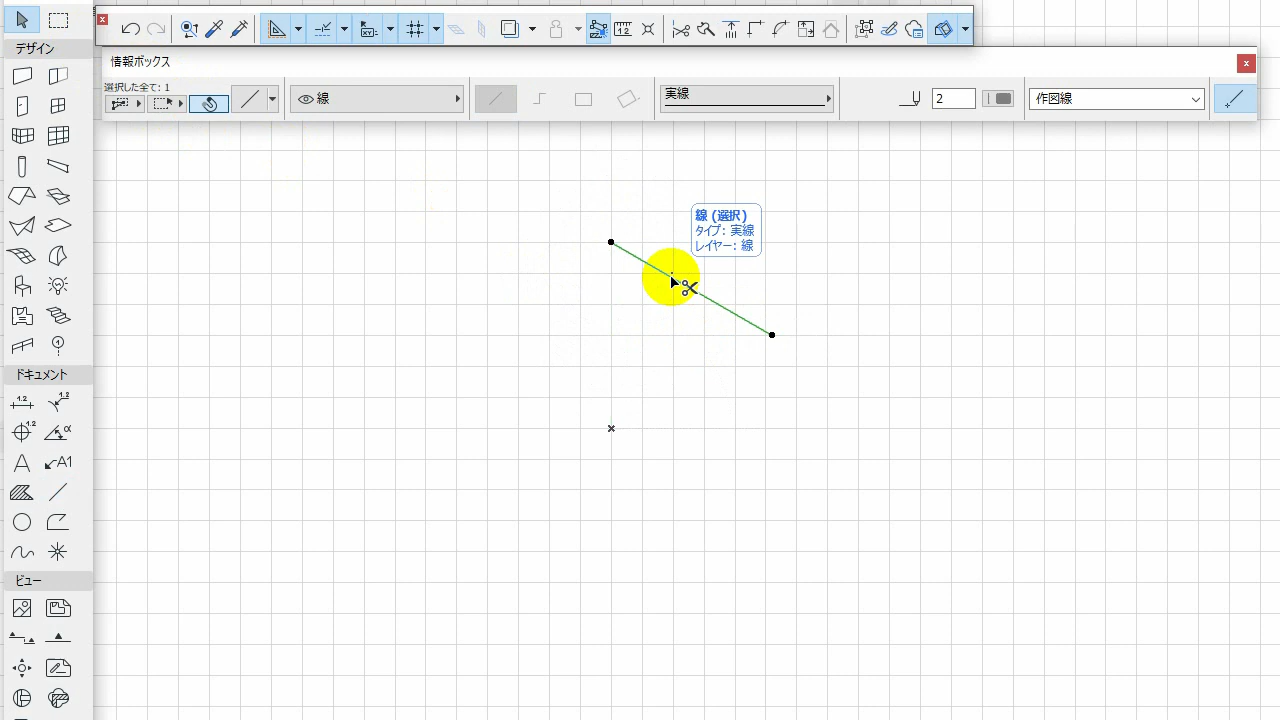 デザイン
情報ボックス
選択した全て: 1
線
実線
2
作図線
線 (選択)
タイプ: 実線
レイヤー: 線
ドキュメント
1.2
1.2
1.2
α
A
A1
ビュー